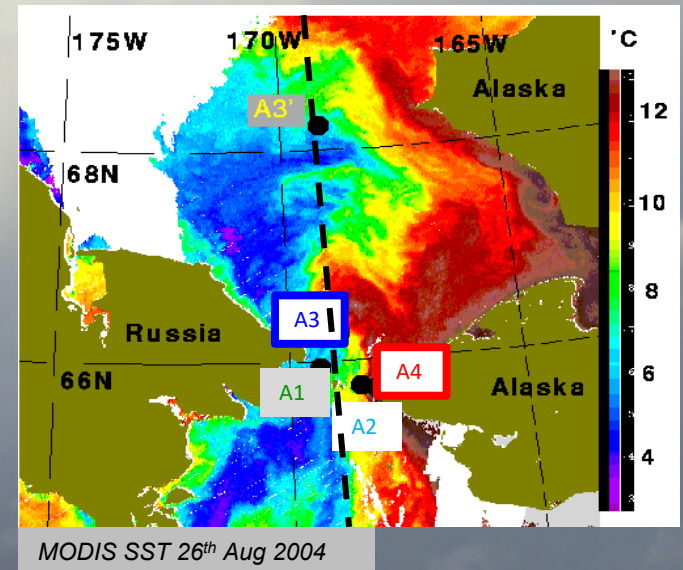 175W
170W
165W
°C
Alaska
A3'
12
68N
10
8
A3
Russia
66N
A4
6
A1
Alaska
A2
4
MODIS SST 26th Aug 2004